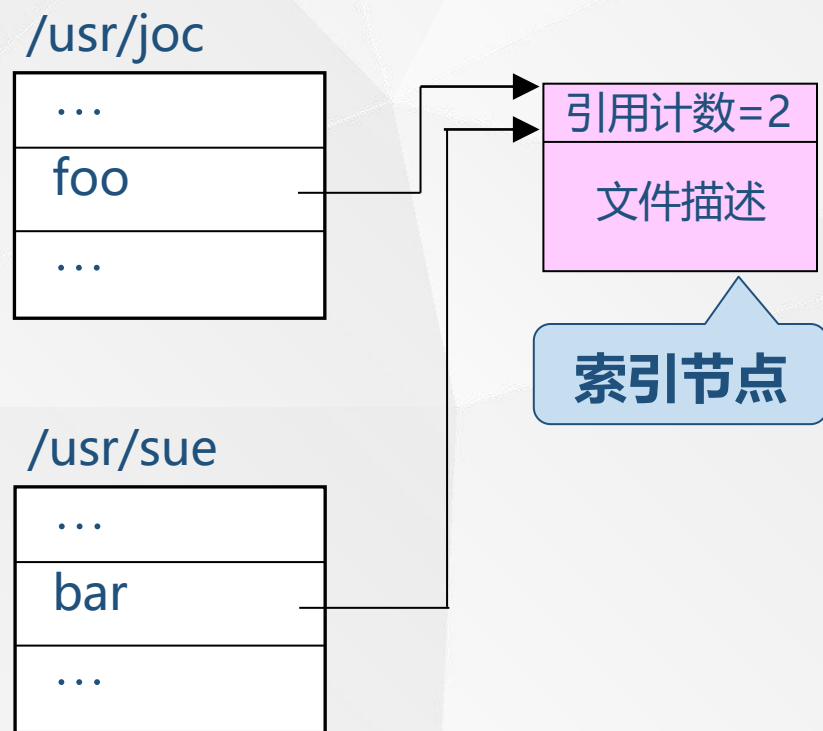 /usr/joc
…
foo
…
引用计数=2
文件描述
索引节点
/usr/sue
…
bar
…